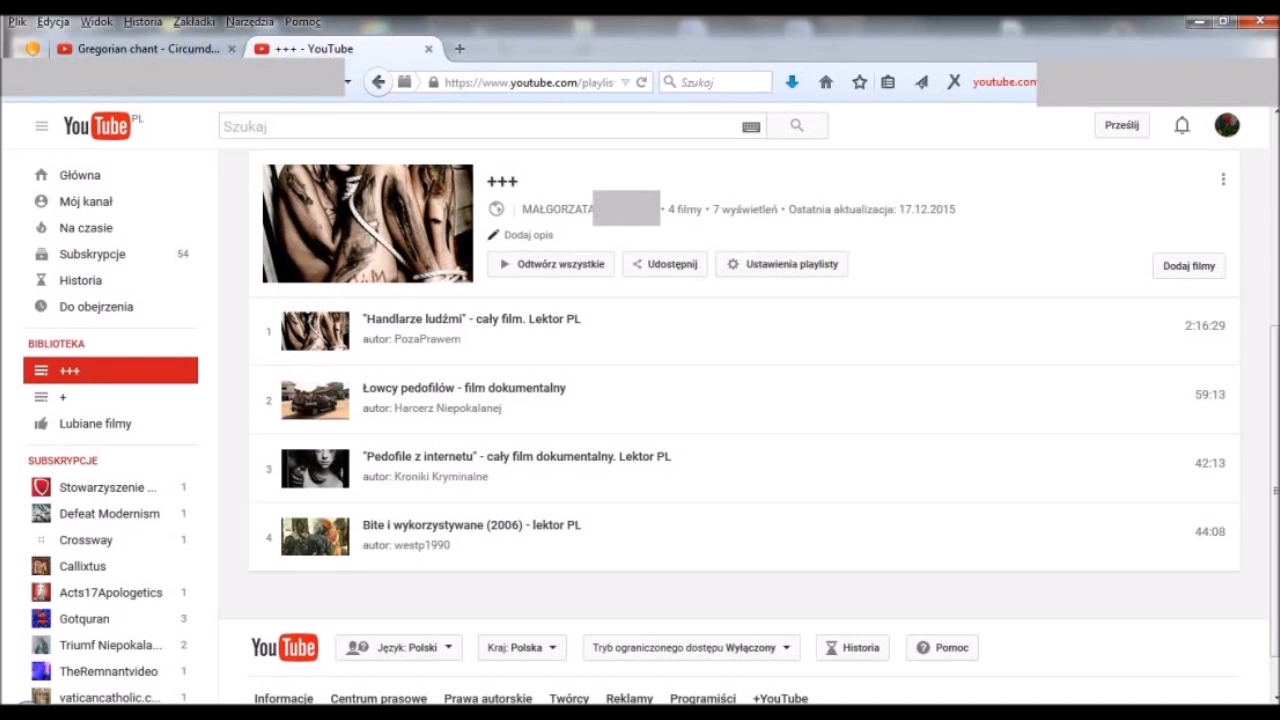 Plik Edycja Widok Historia Zakładki Narzędzia Pomoc
Gregorian chant - Circumd... × +++ - YouTube × +
https://www.youtube.com/playlis Szukaj youtube.com
YouTube PL Szukaj Prześlij
Główna
Mój kanał
Na czasie
Subskrypcje 54
Historia
Do obejrzenia
BIBLIOTEKA
+++
+
Lubiane filmy
SUBSKRYPCJE
Stowarzyszenie ... 1
Defeat Modernism 1
Crossway 1
Callixtus
Acts17Apologetics 1
Gotquran 3
Triumf Niepokala... 2
TheRemnantvideo 1
vaticancatholic.c... 1
+++
MAŁGORZATA • 4 filmy • 7 wyświetleń • Ostatnia aktualizacja: 17.12.2015
Dodaj opis
Odtwórz wszystkie Udostępnij Ustawienia playlisty Dodaj filmy
1 "Handlarze ludźmi" - cały film. Lektor PL 2:16:29
autor: PozaPrawem
2 Łowcy pedofilów - film dokumentalny 59:13
autor: Harcerz Niepokalanej
3 "Pedofile z internetu" - cały film dokumentalny. Lektor PL 42:13
autor: Kroniki Kryminalne
4 Bite i wykorzystywane (2006) - lektor PL 44:08
autor: westp1990
YouTube Język: Polski Kraj: Polska Tryb ograniczonego dostępu Wyłączony Historia Pomoc
Informacje Centrum prasowe Prawa autorskie Twórcy Reklamy Programiści +YouTube